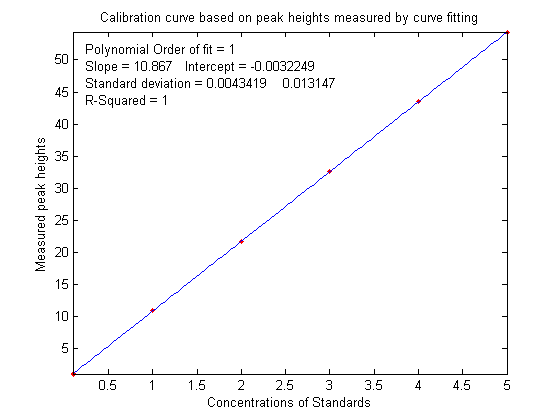 Calibration curve based on peak heights measured by curve fitting
Polynomial Order of fit = 1
Slope = 10.867 Intercept = -0.0032249
Standard deviation = 0.0043419 0.013147
R-Squared = 1
Measured peak heights
50
45
40
35
30
25
20
15
10
5
0.5 1 1.5 2 2.5 3 3.5 4 4.5 5
Concentrations of Standards